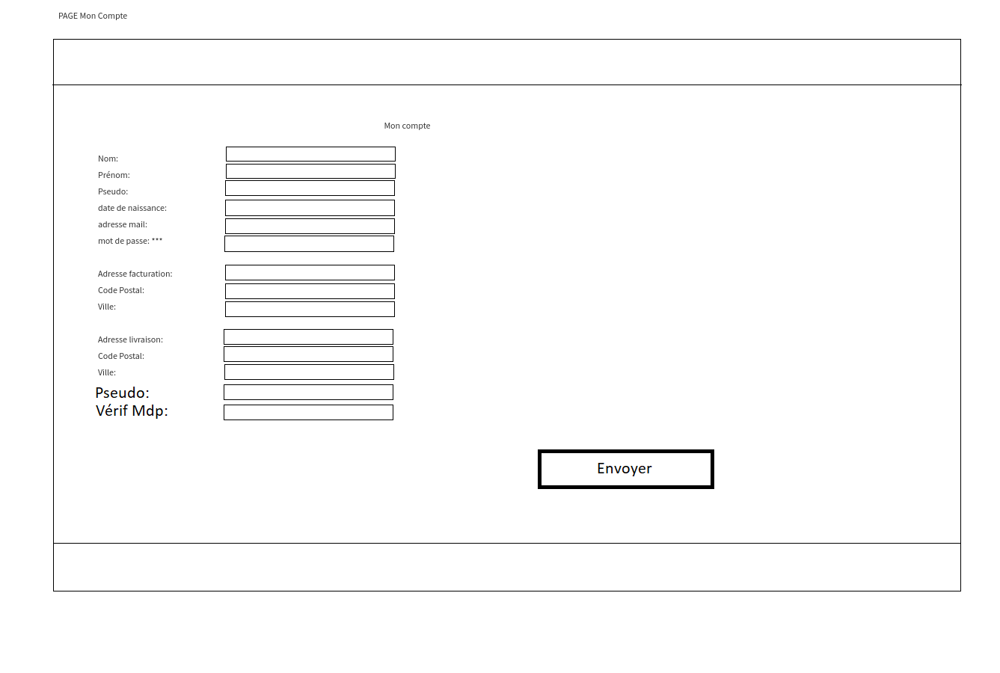 PAGE Mon Compte
Mon compte
Nom:
Prénom:
Pseudo:
date de naissance:
adresse mail:
mot de passe: ***
Adresse facturation:
Code Postal:
Ville:
Adresse livraison:
Code Postal:
Ville:
Pseudo:
Vérif Mdp:
Envoyer